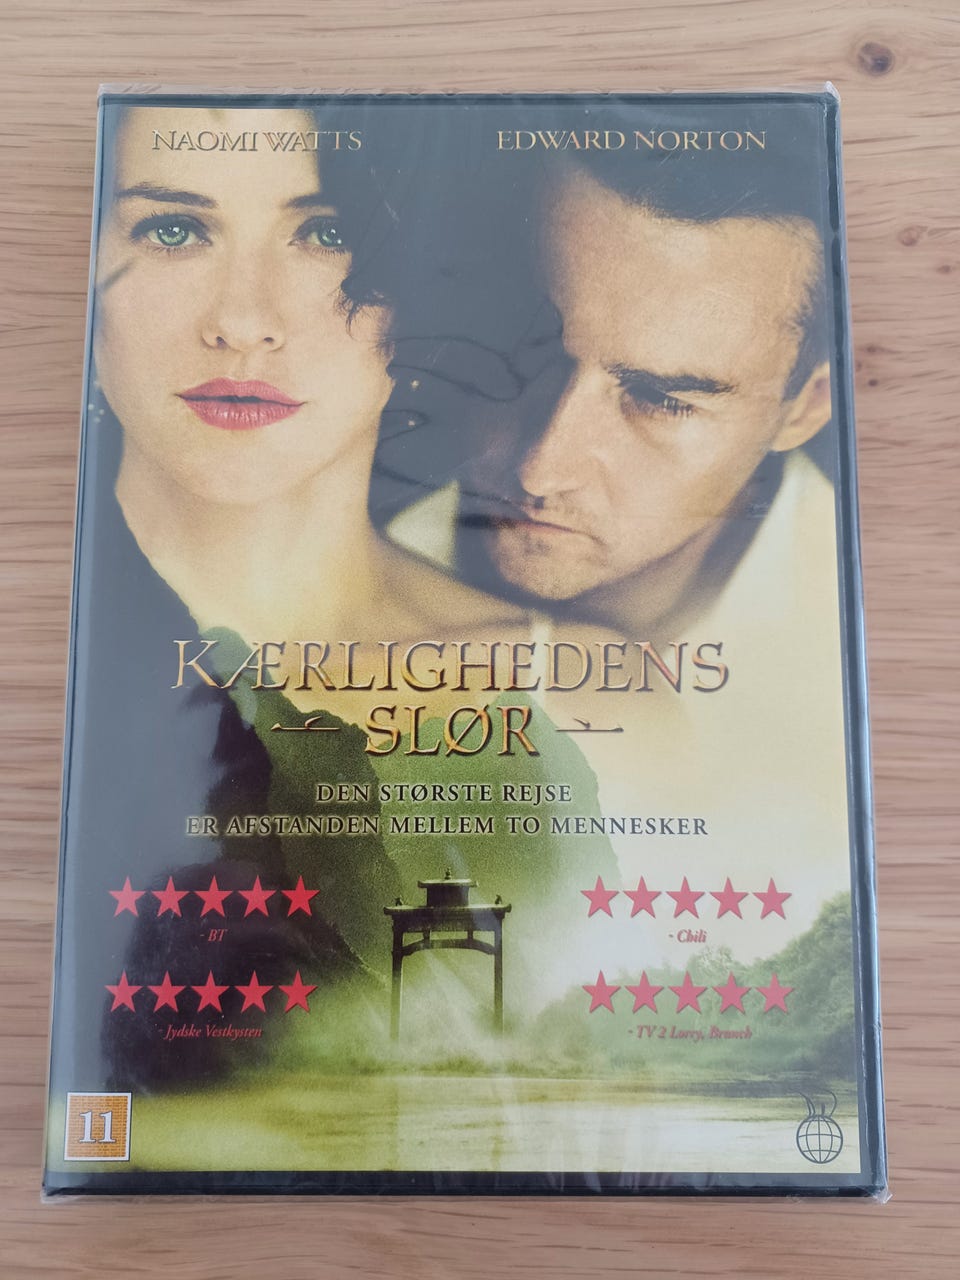 NAOMI WATTS
EDWARD NORTON
KÆRLIGHEDENS
SLØR
DEN STØRSTE REJSE
ER AFSTANDEN MELLEM TO MENNESKER
- BT
- Chili
- Jydske Vestkysten
- TV 2 Lorry, Brunch
11